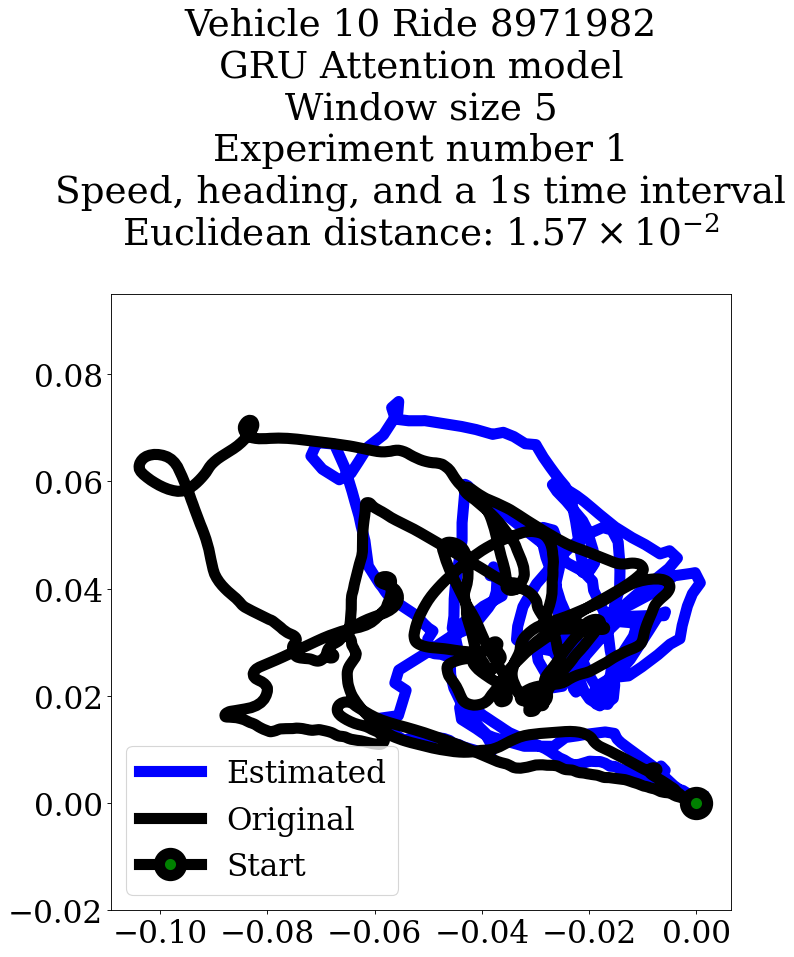 Vehicle 10 Ride 8971982
GRU Attention model
Window size 5
Experiment number 1
Speed, heading, and a 1s time interval
Euclidean distance: 1.57 × 10⁻²
0.08
0.06
0.04
0.02
0.00
−0.02
Estimated
Original
Start
−0.10 −0.08 −0.06 −0.04 −0.02 0.00